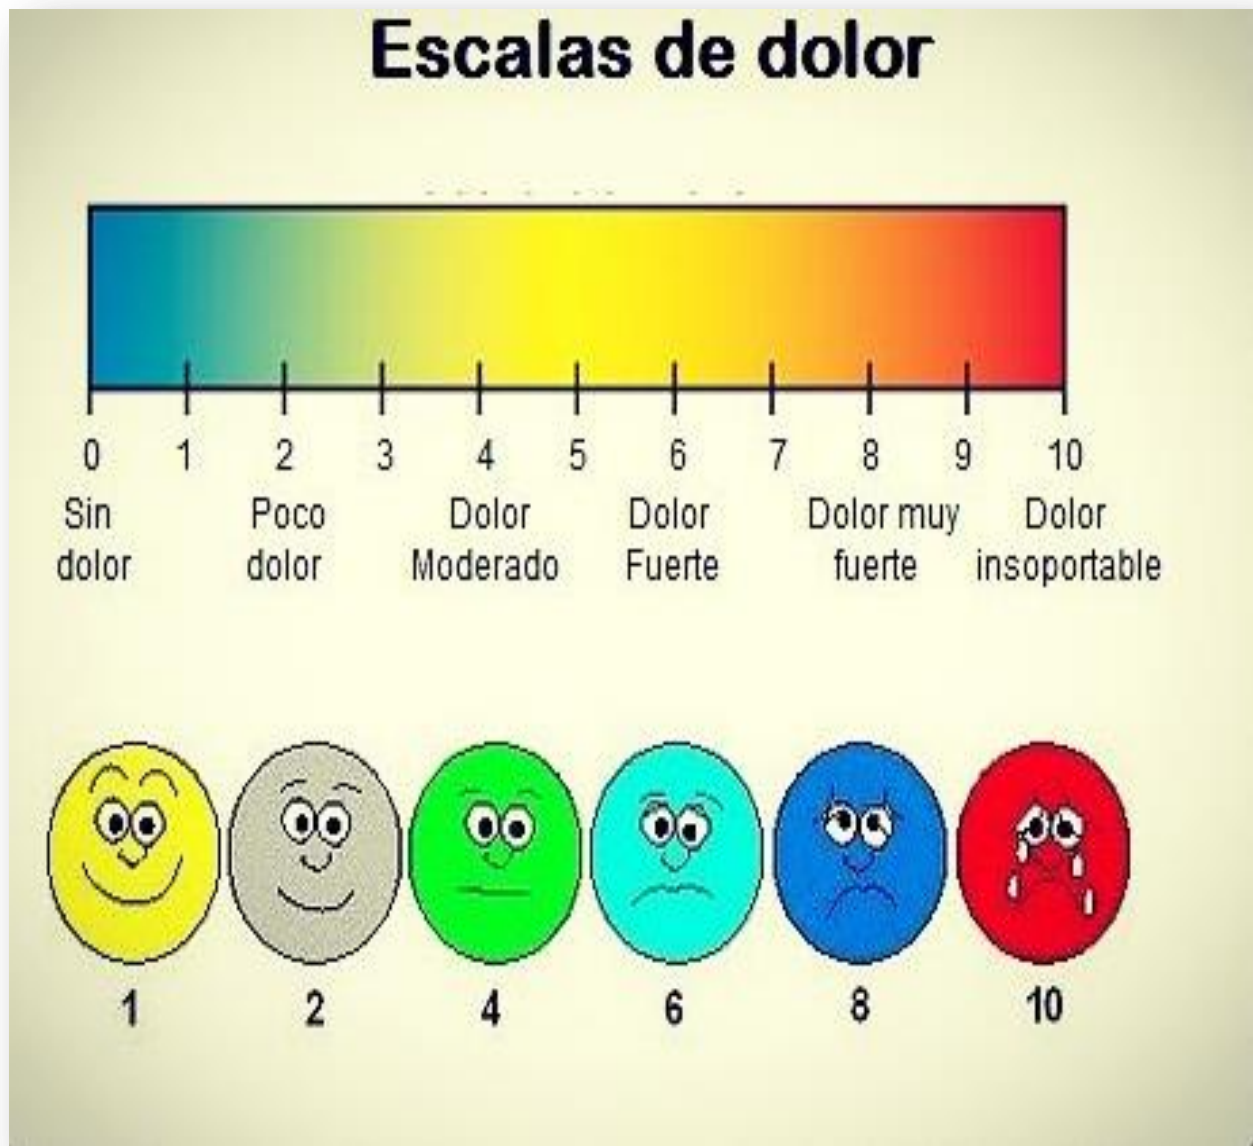 Escalas de dolor
0 1 2 3 4 5 6 7 8 9 10
Sin Poco Dolor Dolor Dolor muy Dolor
dolor dolor Moderado Fuerte fuerte insoportable
1 2 4 6 8 10